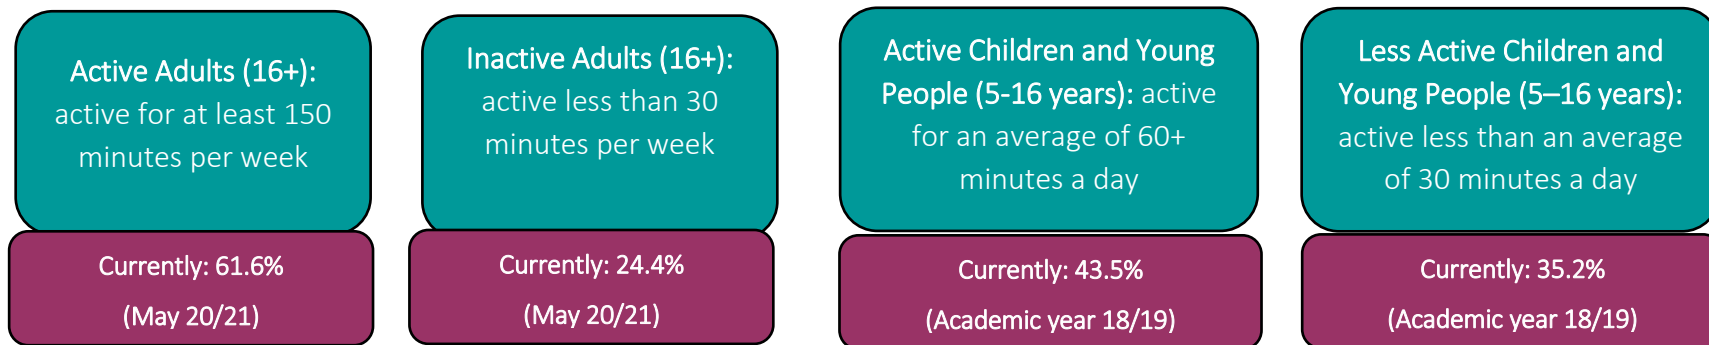 Active Adults (16+):
active for at least 150
minutes per week
Currently: 61.6%
(May 20/21)
Inactive Adults (16+):
active less than 30
minutes per week
Currently: 24.4%
(May 20/21)
Active Children and Young
People (5-16 years): active
for an average of 60+
minutes a day
Currently: 43.5%
(Academic year 18/19)
Less Active Children and
Young People (5–16 years):
active less than an average
of 30 minutes a day
Currently: 35.2%
(Academic year 18/19)